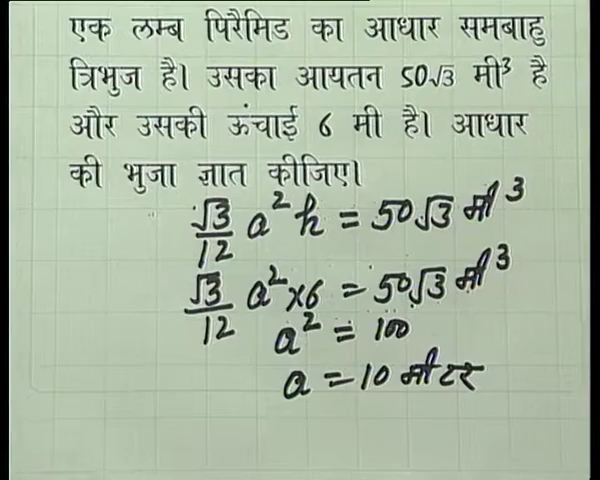 एक लम्ब पिरैमिड का आधार समबाहु
त्रिभुज है। उसका आयतन 50√3 मी³ है
और उसकी ऊंचाई 6 मी है। आधार
की भुजा ज्ञात कीजिए।
√3/12 a² h = 50√3 मी³
√3/12 a² × 6 = 50√3 मी³
a² = 100
a = 10 मीटर